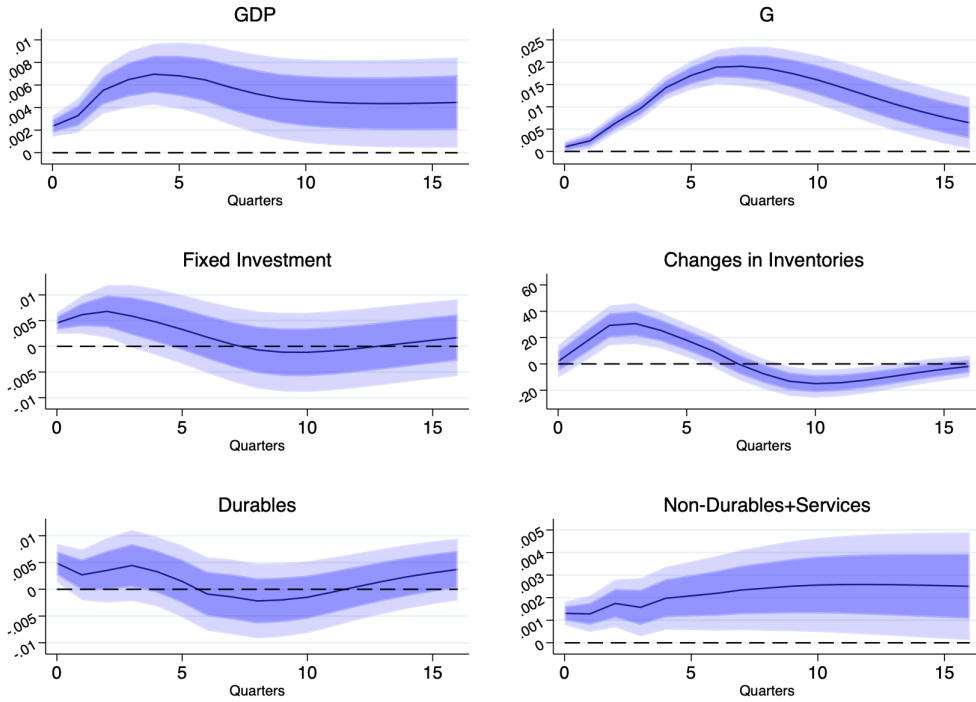 GDP
.01
.008
.006
.004
.002
0
0 5 10 15
Quarters
G
.025
.02
.015
.01
.005
0
0 5 10 15
Quarters
Fixed Investment
.01
.005
0
-.005
-.01
0 5 10 15
Quarters
Changes in Inventories
60
40
20
0
-20
0 5 10 15
Quarters
Durables
.01
.005
0
-.005
-.01
0 5 10 15
Quarters
Non-Durables+Services
.005
.004
.003
.002
.001
0
0 5 10 15
Quarters